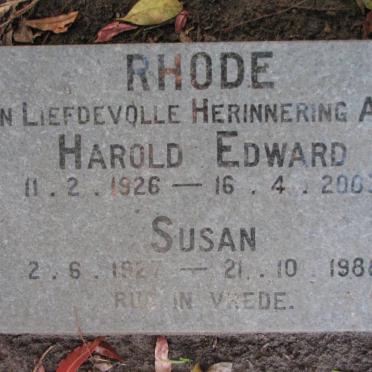 RHODE
N LIEFDEVOLLE HERINNERING A
HAROLD EDWARD
11.2.1926 — 16.4.200
SUSAN
2.6.1927 — 21.10.198
RUS IN VREDE.